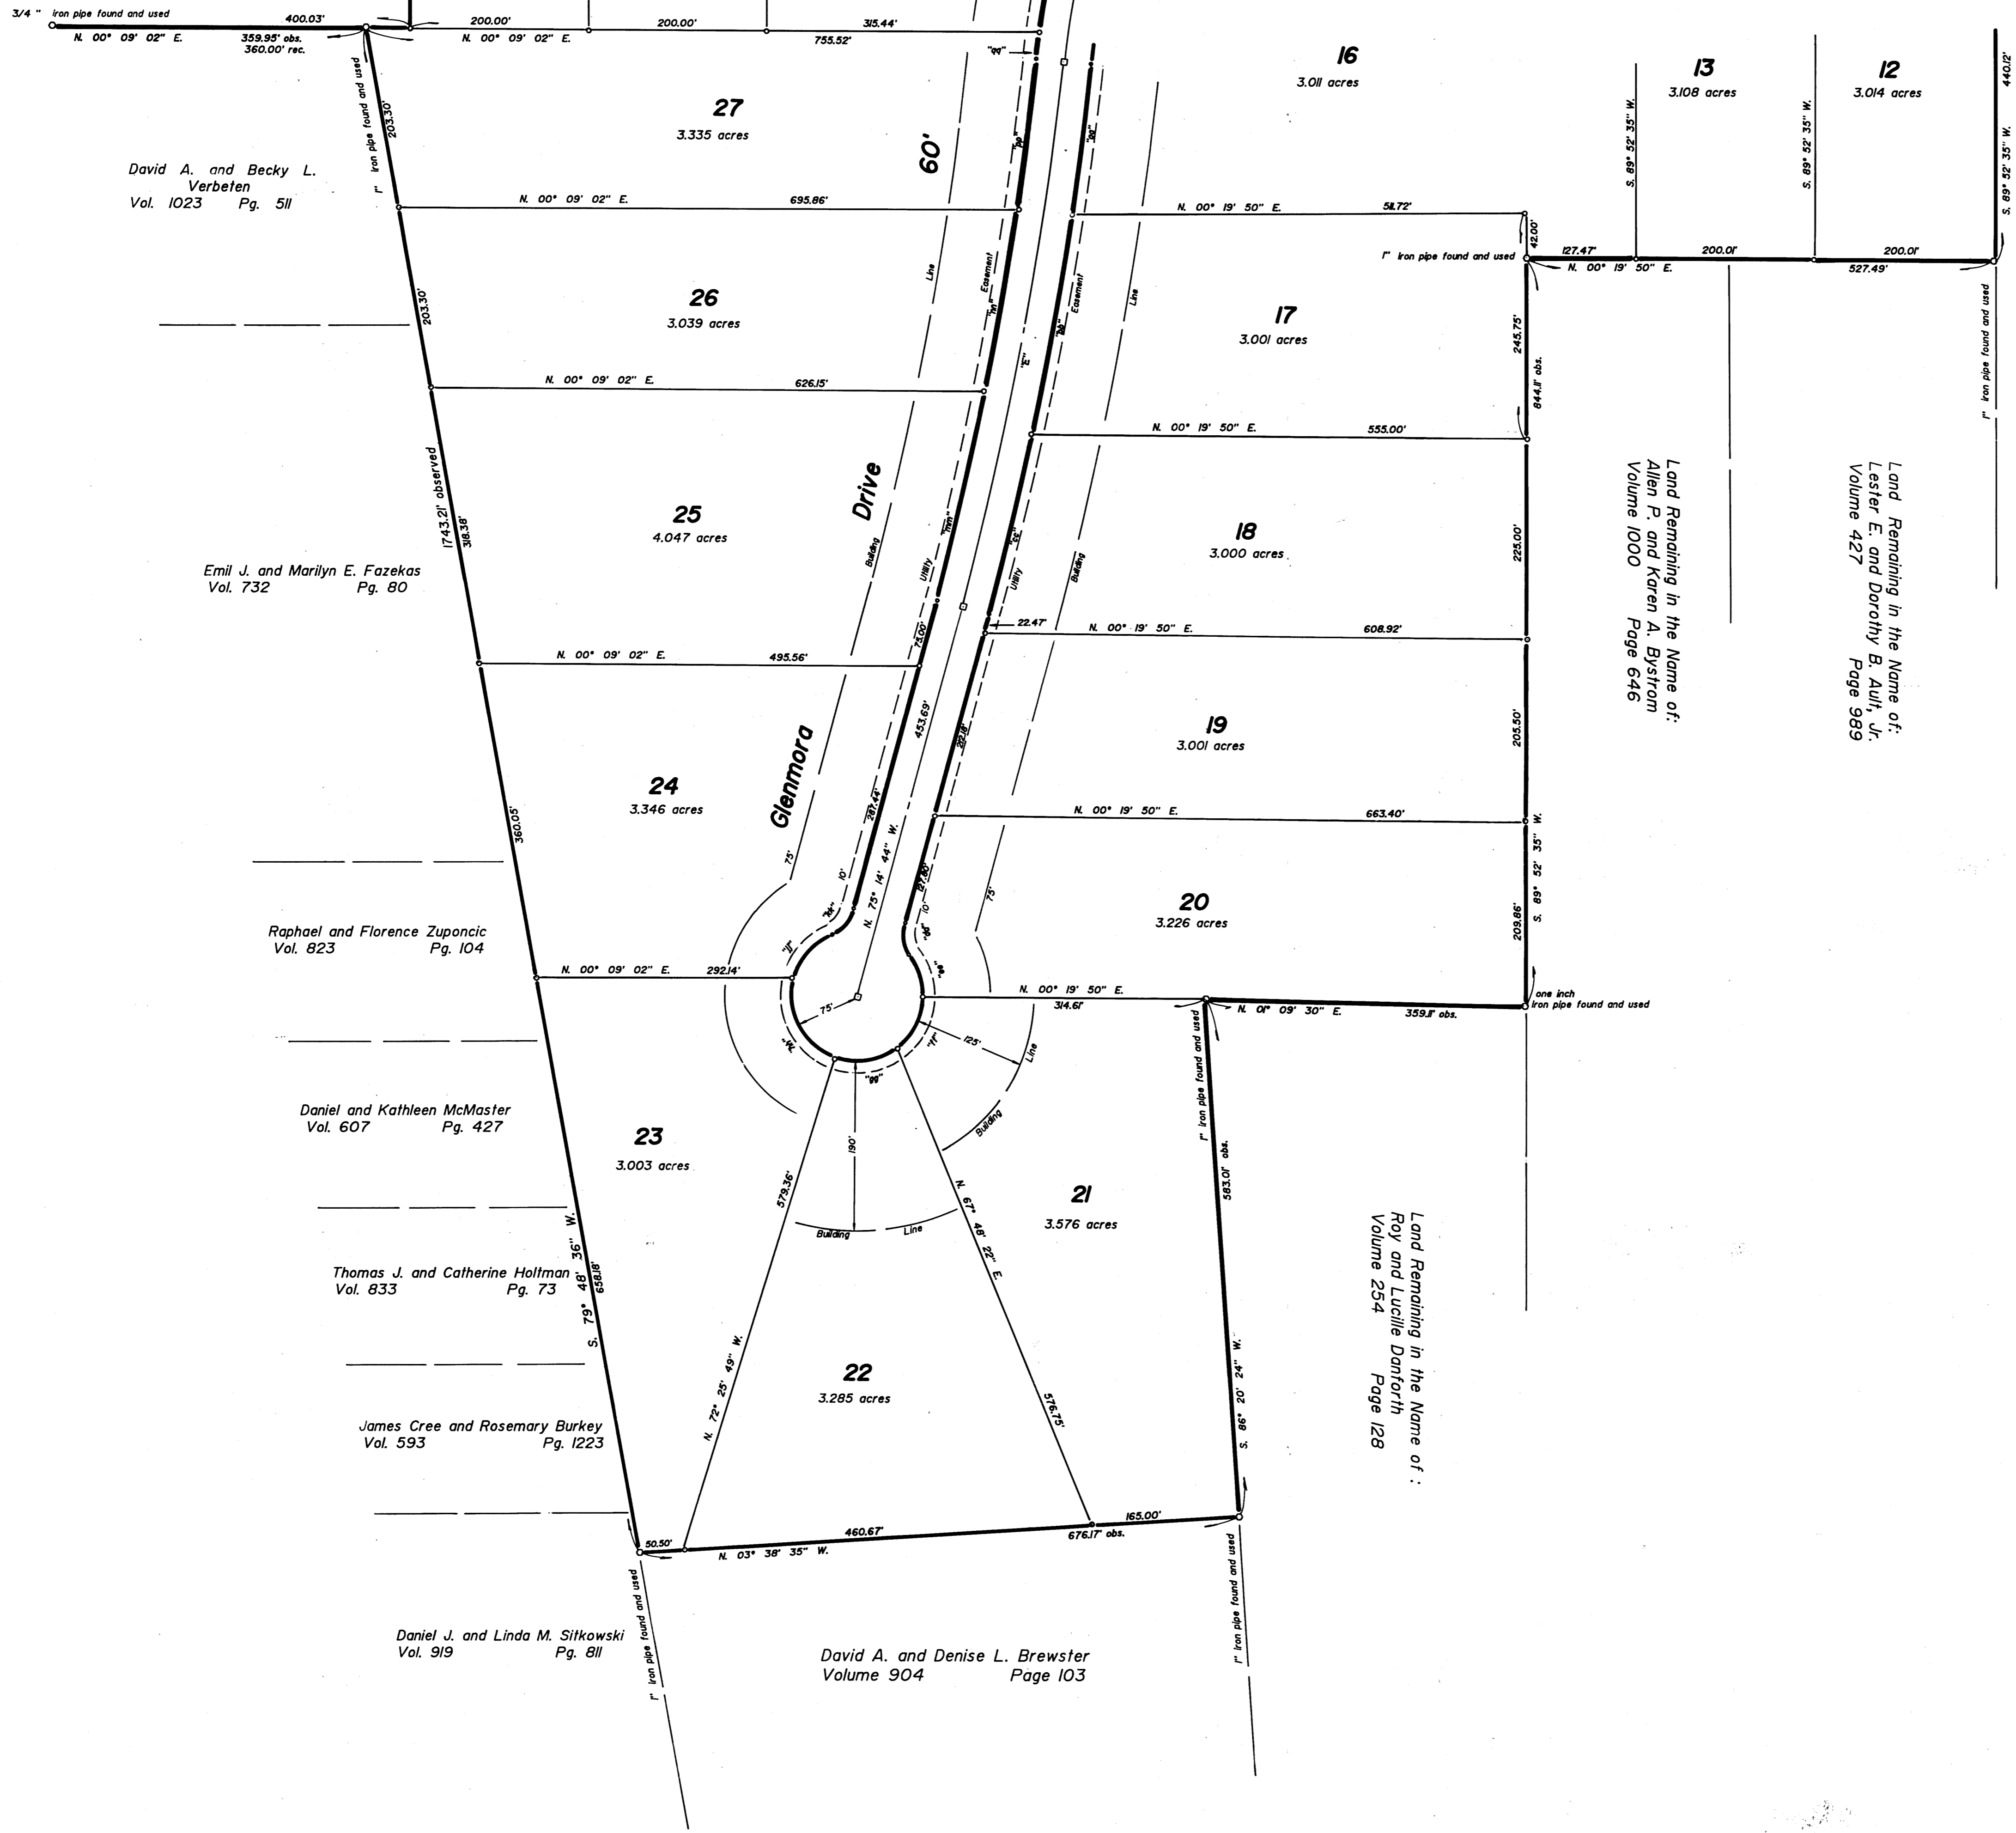 3/4 " iron pipe found and used
400.03'
N. 00° 09' 02" E.
359.95' obs.
360.00' rec.
200.00'
N. 00° 09' 02" E.
200.00'
755.52'
315.44'
"qq"
1" iron pipe found and used
203.30'
27
3.335 acres
60'
"pp"
"aa"
16
3.011 acres
S. 89° 52' 35" W.
13
3.108 acres
S. 89° 52' 35" W.
12
3.014 acres
S. 89° 52' 35" W.
440.12'
David A. and Becky L.
Verbeten
Vol. 1023 Pg. 511
N. 00° 09' 02" E.
695.86'
N. 00° 19' 50" E.
511.72'
42.00'
1" iron pipe found and used
127.47'
N. 00° 19' 50" E.
200.01'
200.01'
527.49'
1" iron pipe found and used
203.30'
26
3.039 acres
Line
Easement
"nn"
"E"
"bb"
Easement
Line
17
3.001 acres
245.75'
844.11' obs.
N. 00° 09' 02" E.
626.15'
N. 00° 19' 50" E.
555.00'
1743.21' observed
318.38'
25
4.047 acres
Drive
Building
Utility
"mm"
"cc"
Utility
Building
18
3.000 acres
225.00'
Land Remaining in the Name of:
Allen P. and Karen A. Bystrom
Volume 1000 Page 646
Land Remaining in the Name of:
Lester E. and Dorothy B. Ault, Jr.
Volume 427 Page 989
Emil J. and Marilyn E. Fazekas
Vol. 732 Pg. 80
75.00'
22.47'
N. 00° 19' 50" E.
608.92'
N. 00° 09' 02" E.
495.56'
453.69'
212.18'
19
3.001 acres
205.50'
24
3.346 acres
Glenmora
287.44'
N. 75° 14' 44" W.
N. 00° 19' 50" E.
663.40'
360.05'
75'
10'
127.80'
10'
75'
20
3.226 acres
209.86'
S. 89° 52' 35" W.
Raphael and Florence Zuponcic
Vol. 823 Pg. 104
"kk"
"jj"
"dd"
"ee"
N. 00° 09' 02" E.
292.14'
75'
N. 00° 19' 50" E.
314.61'
N. 01° 09' 30" E.
359.11' obs.
one inch
iron pipe found and used
1" iron pipe found and used
"hh"
"gg"
"ff"
125'
Line
Building
Daniel and Kathleen McMaster
Vol. 607 Pg. 427
23
3.003 acres
190'
579.36'
N. 67° 48' 22" E.
21
3.576 acres
583.01' obs.
Building Line
Thomas J. and Catherine Holtman
Vol. 833 Pg. 73
S. 79° 48' 36" W.
658.18'
Land Remaining in the Name of :
Roy and Lucille Danforth
Volume 254 Page 128
N. 72° 25' 49" W.
22
3.285 acres
576.75'
S. 86° 20' 24" W.
James Cree and Rosemary Burkey
Vol. 593 Pg. 1223
50.50'
N. 03° 38' 35" W.
460.67'
676.17' obs.
165.00'
1" iron pipe found and used
1" iron pipe found and used
Daniel J. and Linda M. Sitkowski
Vol. 919 Pg. 811
David A. and Denise L. Brewster
Volume 904 Page 103